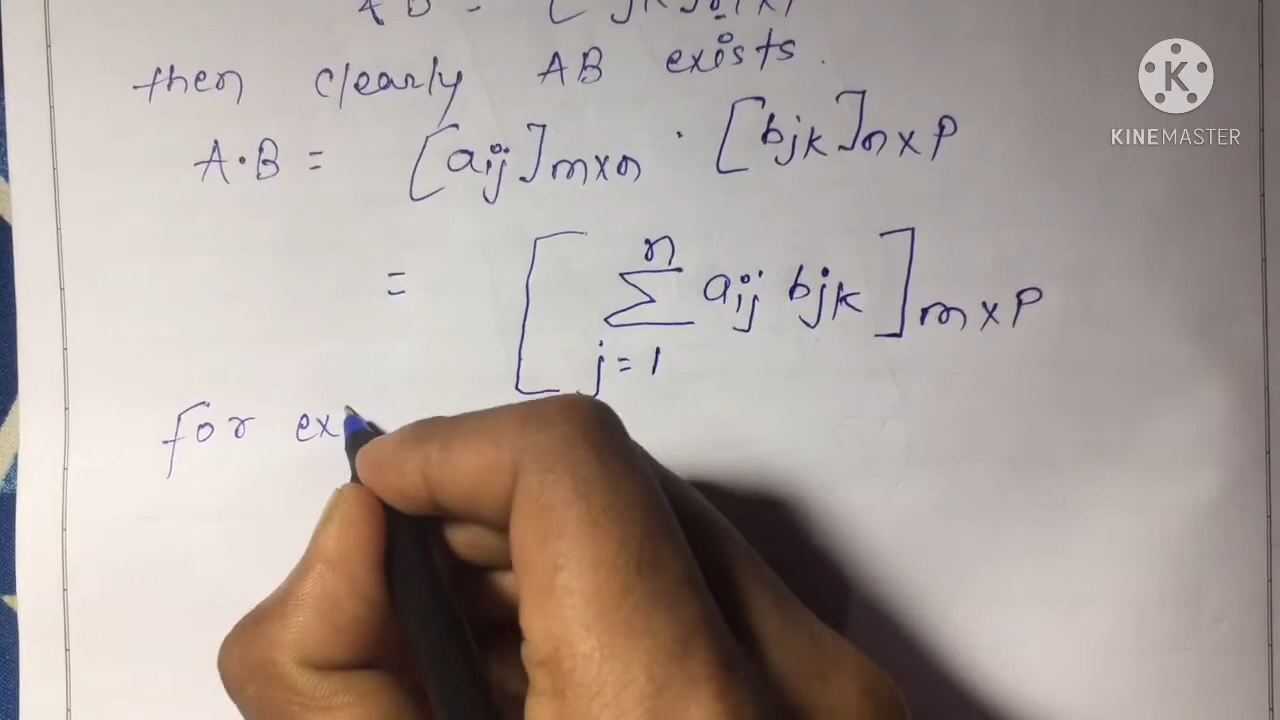 then clearly AB exists.
A·B = [aij]m×n · [bjk]n×p
= [ n∑j=1 aij bjk ]m×p
for ex
K
KINEMASTER